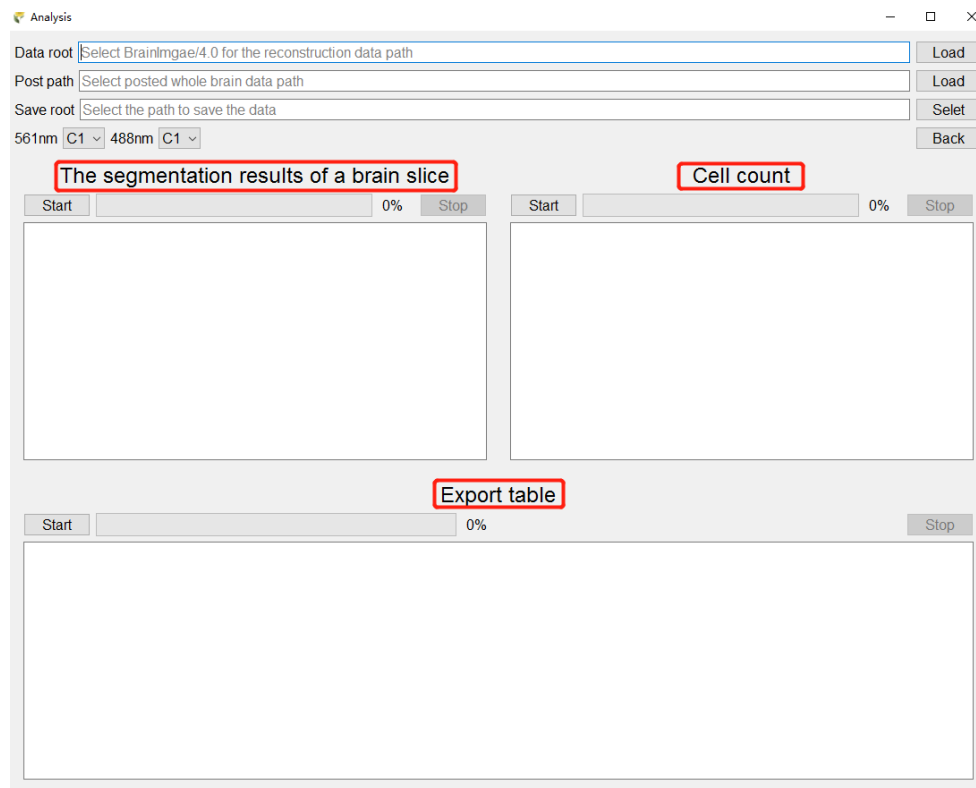 Analysis
Data root Select BrainImgae/4.0 for the reconstruction data path Load
Post path Select posted whole brain data path Load
Save root Select the path to save the data Selet
561nm C1 488nm C1 Back
The segmentation results of a brain slice Cell count
Start 0% Stop Start 0% Stop
Export table
Start 0% Stop